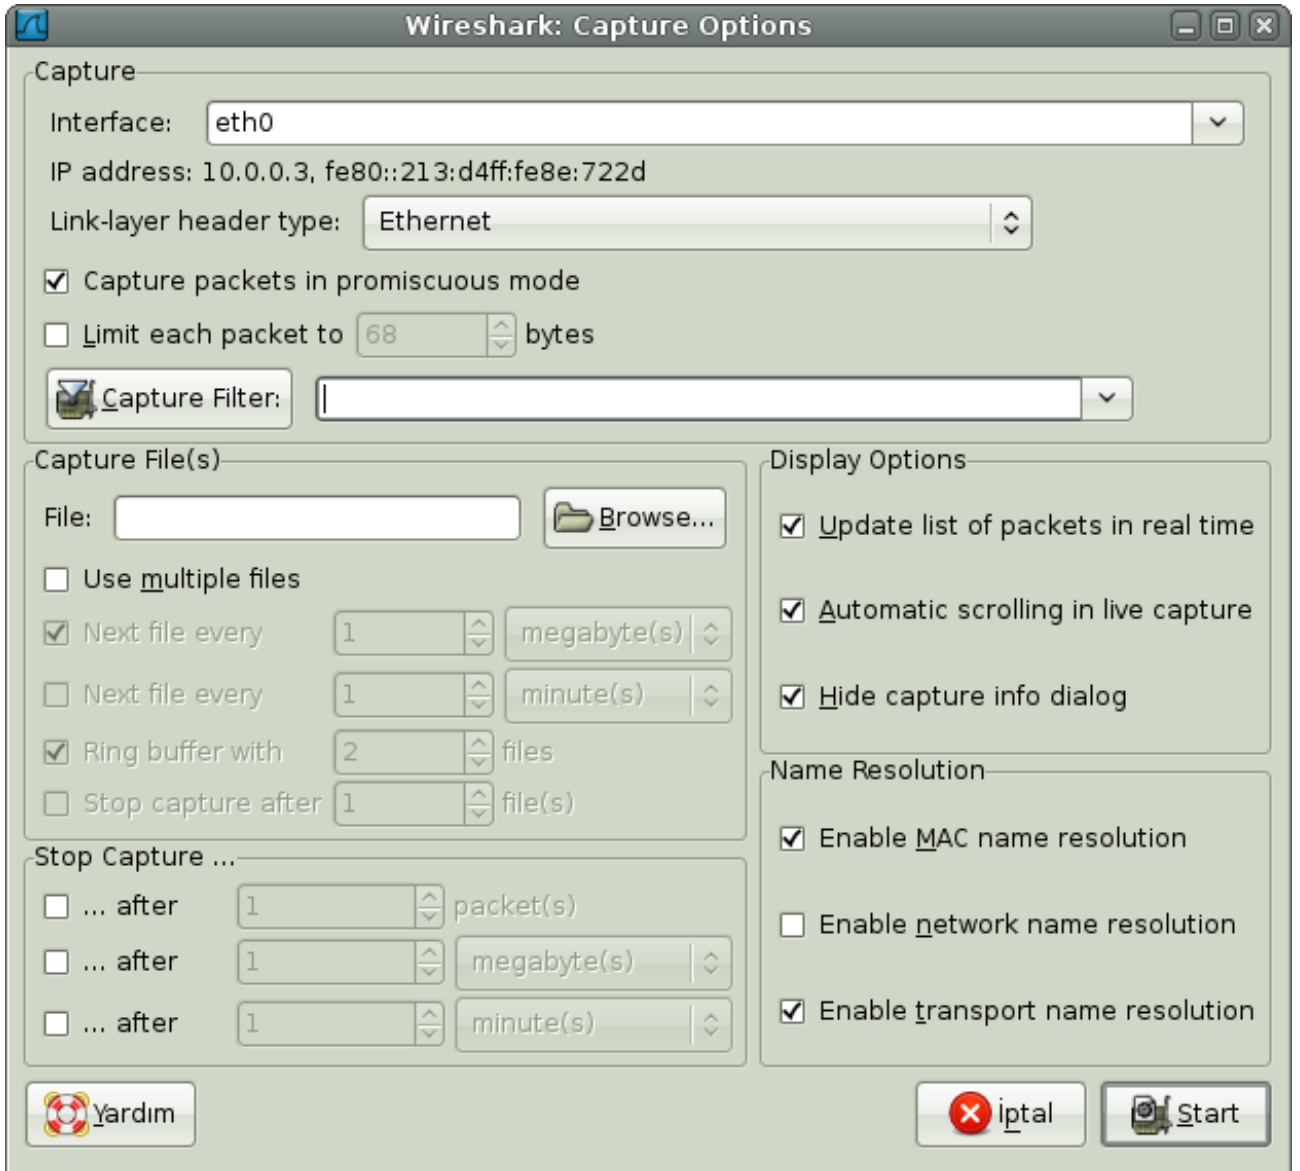 Wireshark: Capture Options
Capture
Interface: eth0
IP address: 10.0.0.3, fe80::213:d4ff:fe8e:722d
Link-layer header type: Ethernet
Capture packets in promiscuous mode
Limit each packet to 68 bytes
Capture Filter:
Capture File(s)
File: Browse...
Use multiple files
Next file every 1 megabyte(s)
Next file every 1 minute(s)
Ring buffer with 2 files
Stop capture after 1 file(s)
Stop Capture ...
... after 1 packet(s)
... after 1 megabyte(s)
... after 1 minute(s)
Display Options
Update list of packets in real time
Automatic scrolling in live capture
Hide capture info dialog
Name Resolution
Enable MAC name resolution
Enable network name resolution
Enable transport name resolution
Yardım İptal Start